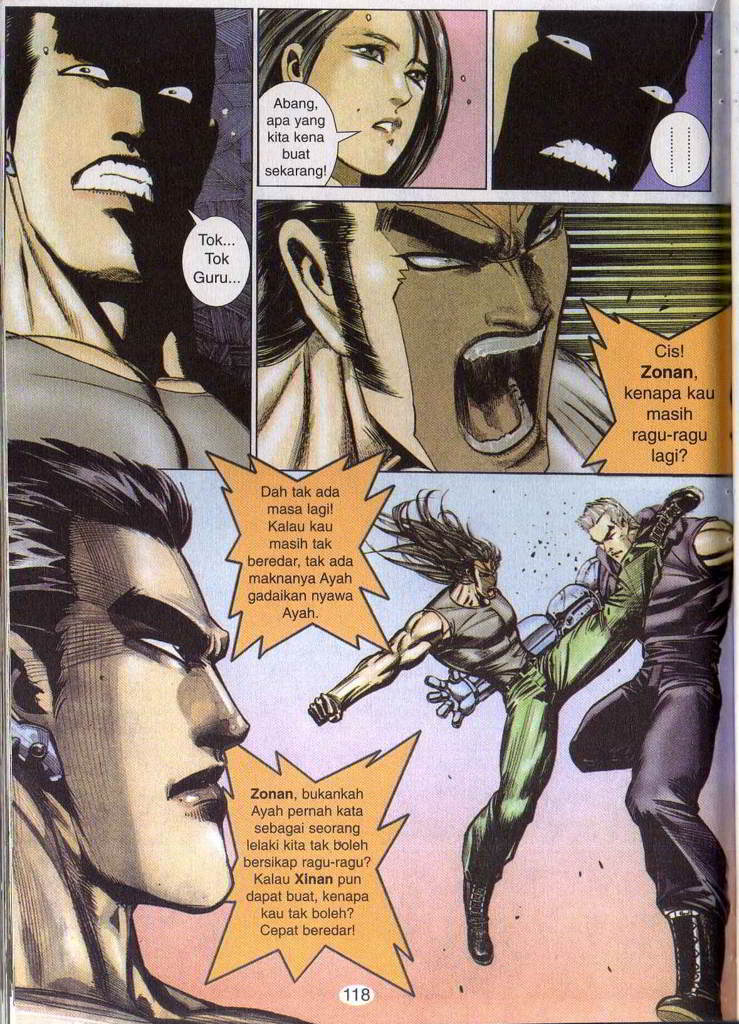 Tok...
Tok
Guru...
Abang,
apa yang
kita kena
buat
sekarang!
Cis!
Zonan,
kenapa kau
masih
ragu-ragu
lagi?
Dah tak ada
masa lagi!
Kalau kau
masih tak
beredar, tak ada
maknanya Ayah
gadaikan nyawa
Ayah.
Zonan, bukankah
Ayah pernah kata
sebagai seorang
lelaki kita tak boleh
bersikap ragu-ragu?
Kalau Xinan pun
dapat buat, kenapa
kau tak boleh?
Cepat beredar!
118